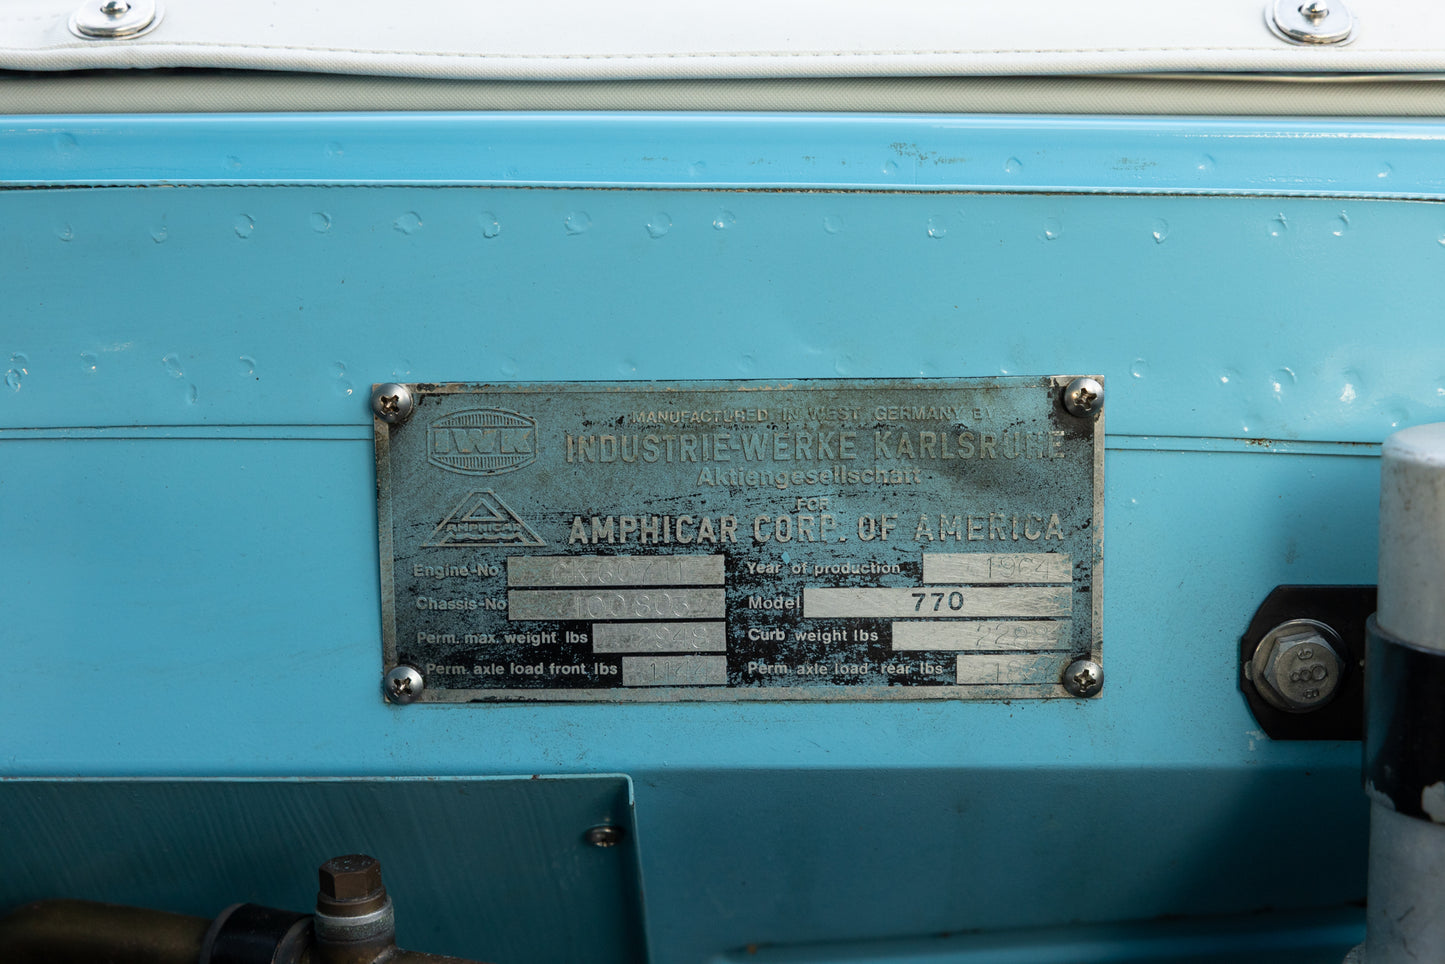 IWK
MANUFACTURED IN WEST GERMANY BY
INDUSTRIE-WERKE KARLSRUHE
Aktiengesellschaft
FOR
AMPHICAR
AMPHICAR CORP. OF AMERICA
Engine-No Year of production 1964
Chassis-No 100803 Model 770
Perm. max. weight lbs Curb weight lbs
Perm. axle load front lbs Perm. axle load rear lbs